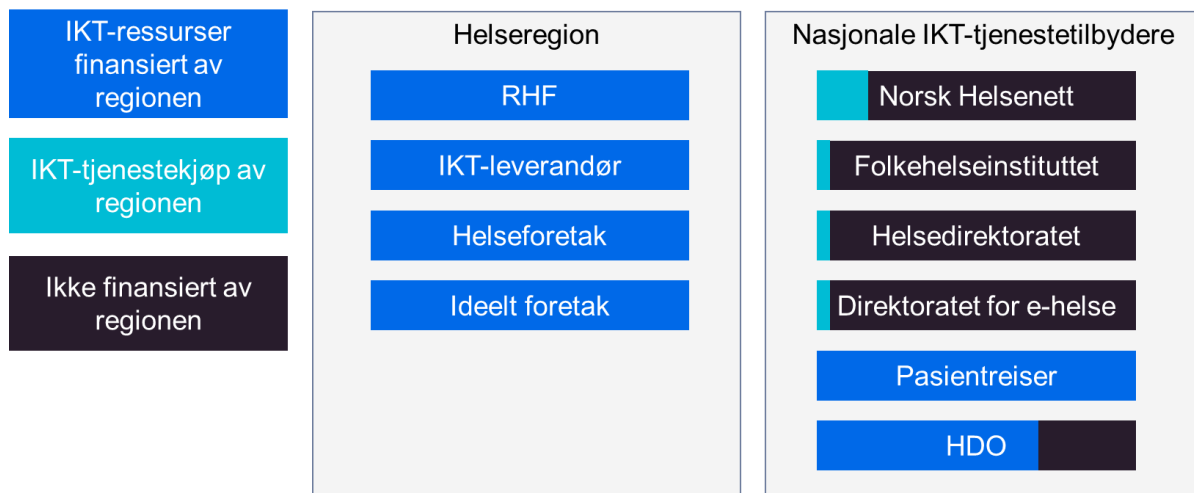 IKT-ressurser
finansiert av
regionen
IKT-tjenestekjøp av
regionen
Ikke finansiert av
regionen
Helseregion
RHF
IKT-leverandør
Helseforetak
Ideelt foretak
Nasjonale IKT-tjenestetilbydere
Norsk Helsenett
Folkehelseinstituttet
Helsedirektoratet
Direktoratet for e-helse
Pasientreiser
HDO